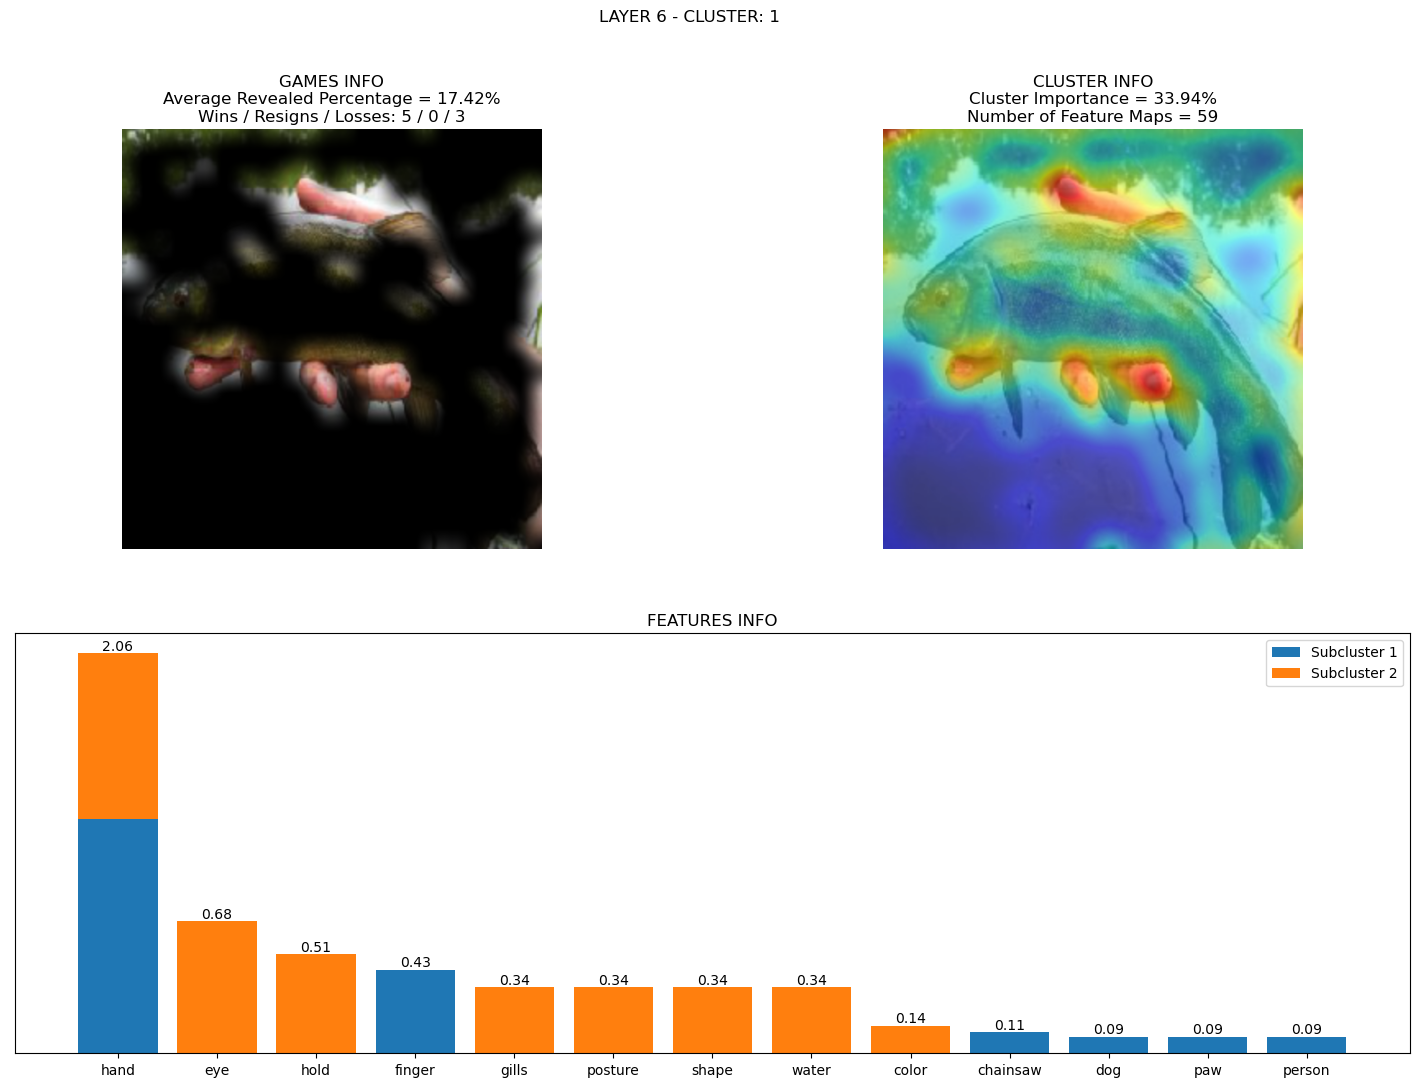 LAYER 6 - CLUSTER: 1
GAMES INFO
Average Revealed Percentage = 17.42%
Wins / Resigns / Losses: 5 / 0 / 3
CLUSTER INFO
Cluster Importance = 33.94%
Number of Feature Maps = 59
FEATURES INFO
Subcluster 1
Subcluster 2
2.06
0.68
0.51
0.43
0.34
0.34
0.34
0.34
0.14
0.11
0.09
0.09
0.09
hand
eye
hold
finger
gills
posture
shape
water
color
chainsaw
dog
paw
person